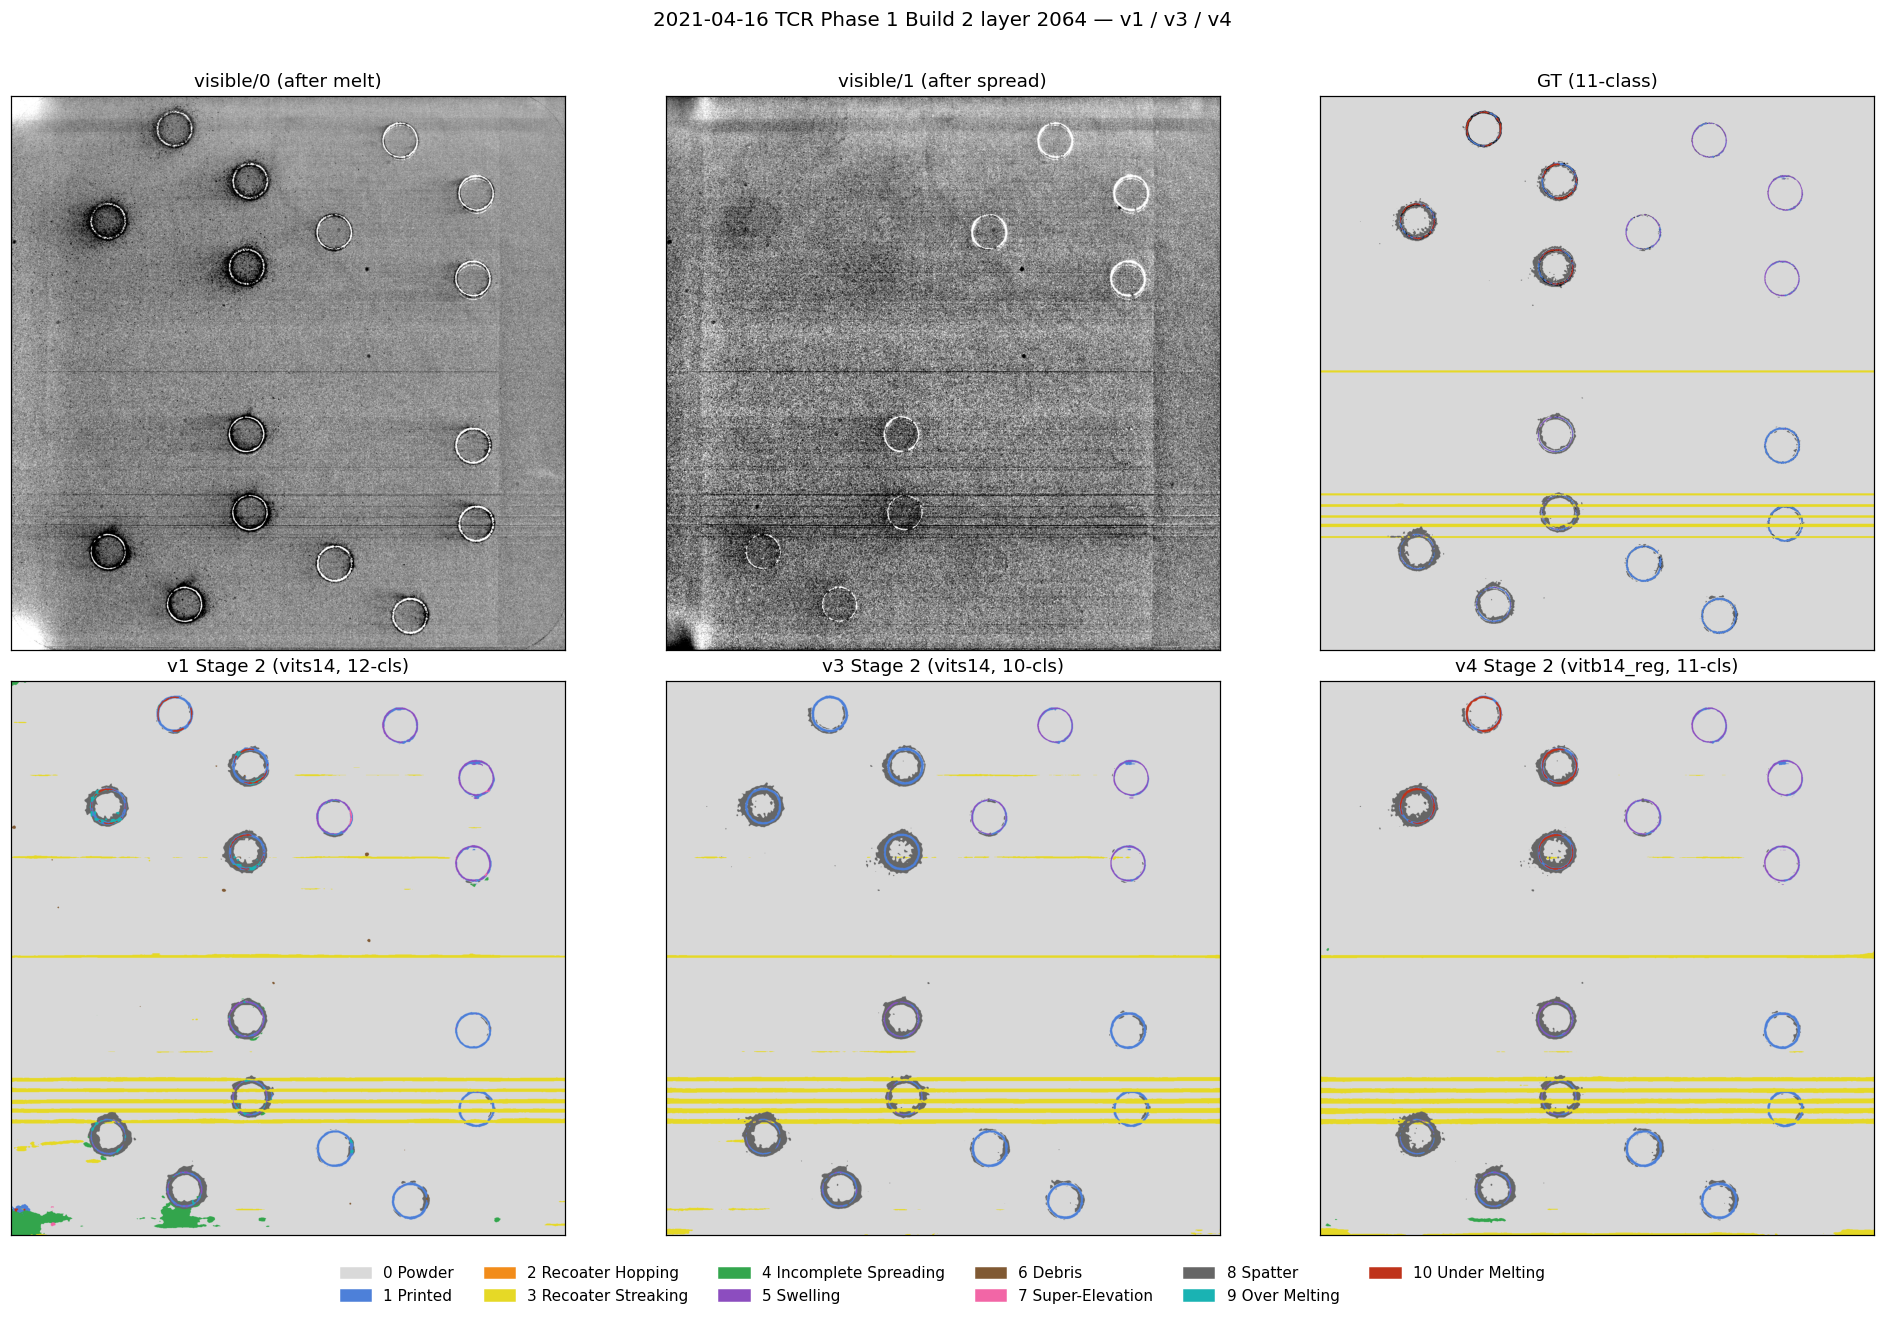 2021-04-16 TCR Phase 1 Build 2 layer 2064 — v1 / v3 / v4
visible/0 (after melt)
visible/1 (after spread)
GT (11-class)
v1 Stage 2 (vits14, 12-cls)
v3 Stage 2 (vits14, 10-cls)
v4 Stage 2 (vitb14_reg, 11-cls)
0 Powder
1 Printed
2 Recoater Hopping
3 Recoater Streaking
4 Incomplete Spreading
5 Swelling
6 Debris
7 Super-Elevation
8 Spatter
9 Over Melting
10 Under Melting